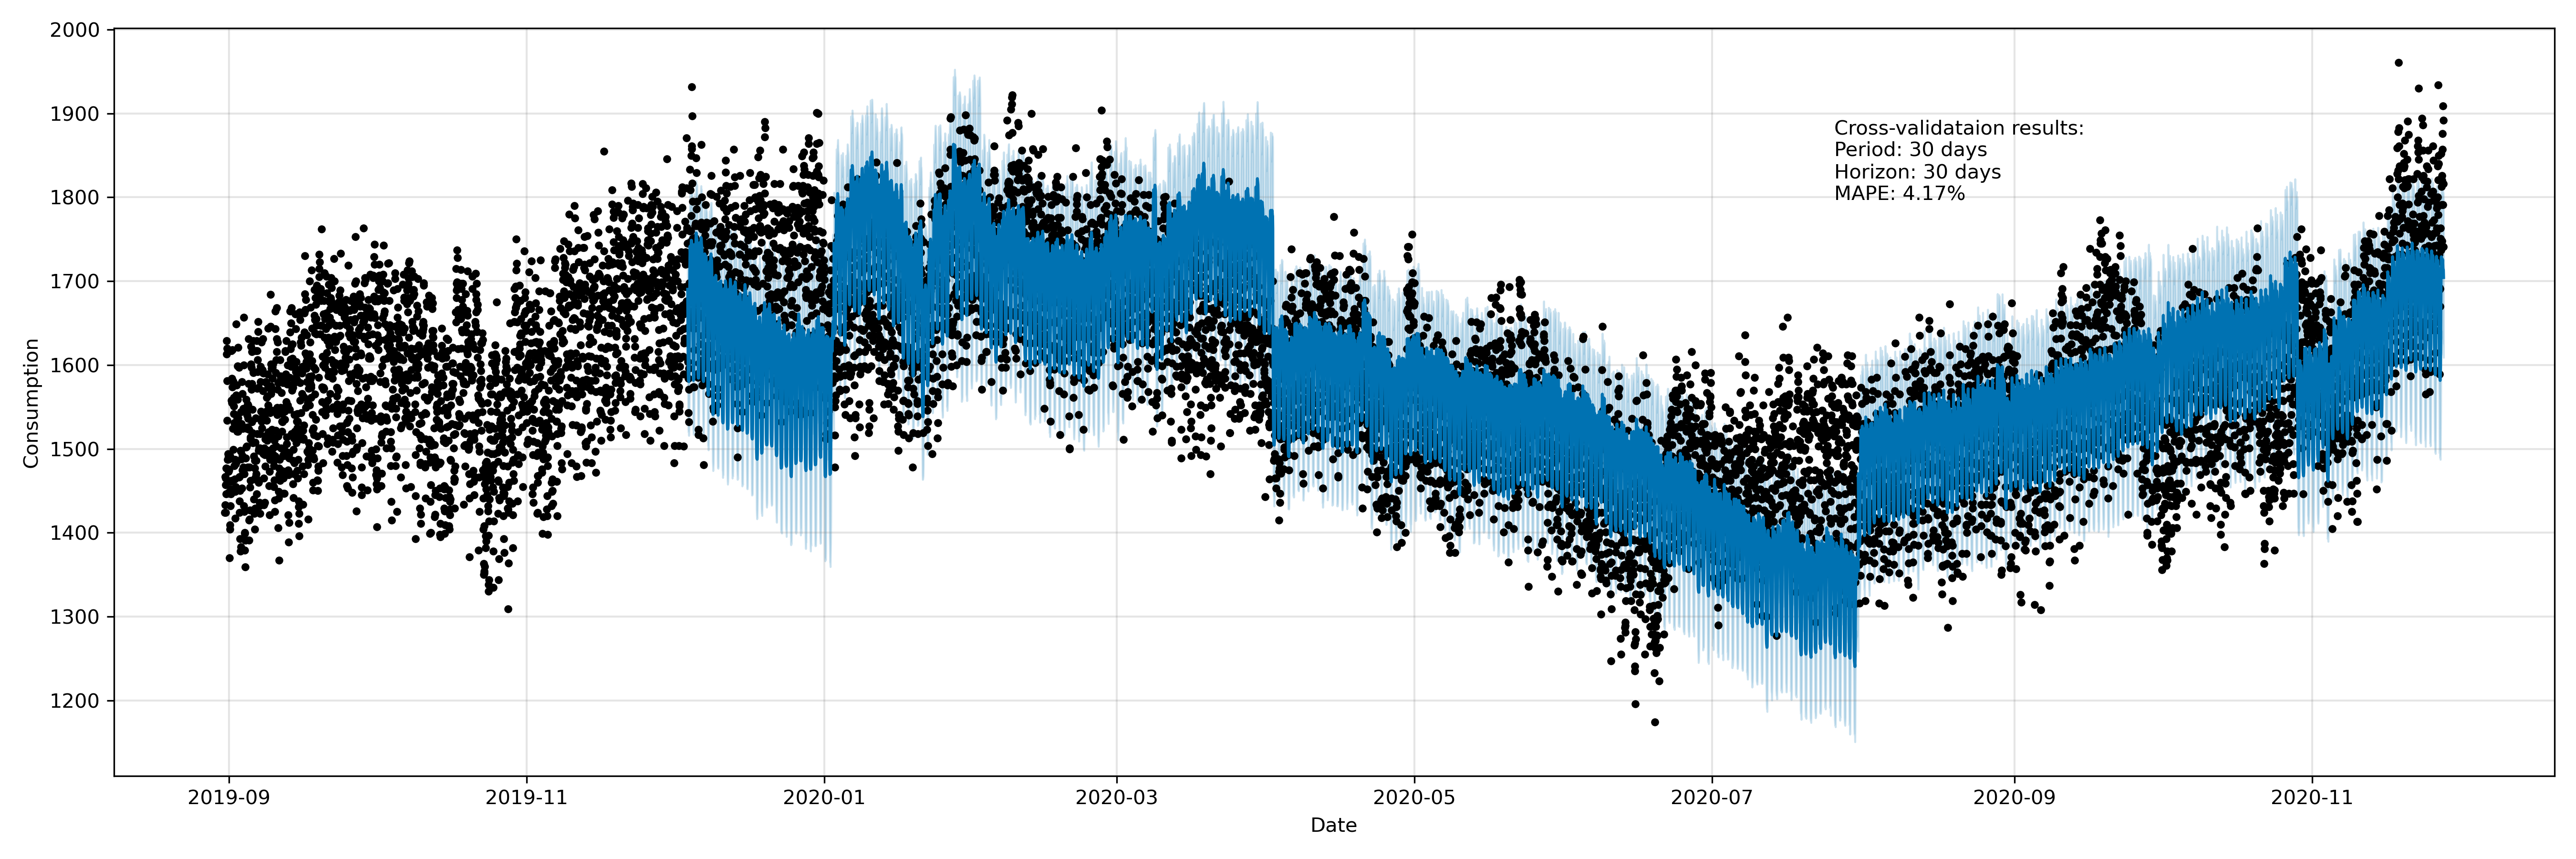 2000
1900
1800
1700
1600
1500
1400
1300
1200
Consumption
Cross-validataion results:
Period: 30 days
Horizon: 30 days
MAPE: 4.17%
2019-09 2019-11 2020-01 2020-03 2020-05 2020-07 2020-09 2020-11
Date